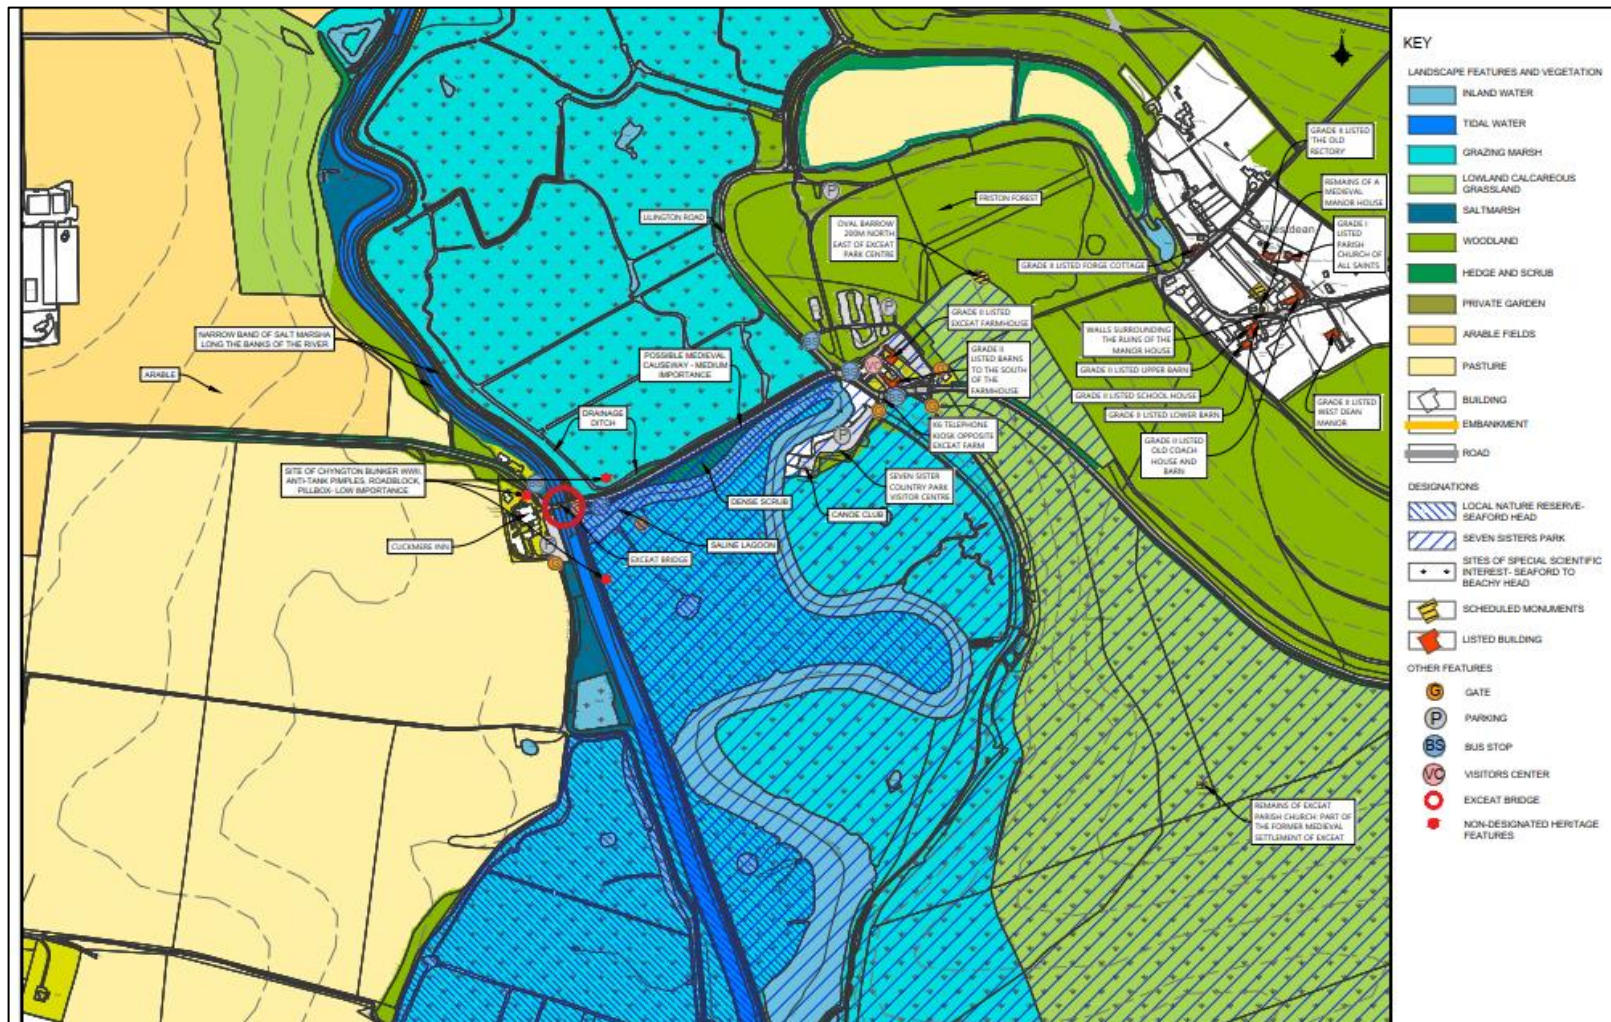 N
GRADE II LISTED
'THE OLD
RECTORY'
REMAINS OF A
MEDIEVAL
MANOR HOUSE
GRADE I
LISTED
PARISH
CHURCH OF
ALL SAINTS
Westdean
FRISTON FOREST
LILINGTON ROAD
OVAL BARROW
200M NORTH
EAST OF EXCEAT
PARK CENTRE
GRADE II LISTED FORGE COTTAGE
GRADE II LISTED
EXCEAT FARMHOUSE
GRADE II
LISTED BARNS
TO THE SOUTH
OF THE
FARMHOUSE
WALLS SURROUNDING
THE RUINS OF THE
MANOR HOUSE
GRADE II LISTED UPPER BARN
GRADE II LISTED SCHOOL HOUSE
GRADE II LISTED LOWER BARN
GRADE II LISTED
WEST DEAN
MANOR
GRADE II LISTED
OLD COACH
HOUSE AND
BARN
NARROW BAND OF SALT MARSHA
LONG THE BANKS OF THE RIVER
ARABLE
POSSIBLE MEDIEVAL
CAUSEWAY - MEDIUM
IMPORTANCE
DRAINAGE
DITCH
K6 TELEPHONE
KIOSK OPPOSITE
EXCEAT FARM
SITE OF CHYNGTON BUNKER WWII,
ANTI-TANK PIMPLES, ROADBLOCK,
PILLBOX- LOW IMPORTANCE
SEVEN SISTER
COUNTRY PARK
VISITOR CENTRE
DENSE SCRUB
CANOE CLUB
CUCKMERE INN
SALINE LAGOON
EXCEAT BRIDGE
REMAINS OF EXCEAT
PARISH CHURCH: PART OF
THE FORMER MEDIEVAL
SETTLEMENT OF EXCEAT
P
P
P
BS
BS
BS
VC
G
G
G
G
G
KEY
LANDSCAPE FEATURES AND VEGETATION
INLAND WATER
TIDAL WATER
GRAZING MARSH
LOWLAND CALCAREOUS
GRASSLAND
SALTMARSH
WOODLAND
HEDGE AND SCRUB
PRIVATE GARDEN
ARABLE FIELDS
PASTURE
BUILDING
EMBANKMENT
ROAD
DESIGNATIONS
LOCAL NATURE RESERVE-
SEAFORD HEAD
SEVEN SISTERS PARK
SITES OF SPECIAL SCIENTIFIC
INTEREST- SEAFORD TO
BEACHY HEAD
SCHEDULED MONUMENTS
LISTED BUILDING
OTHER FEATURES
G GATE
P PARKING
BS BUS STOP
VC VISITORS CENTER
EXCEAT BRIDGE
NON-DESIGNATED HERITAGE
FEATURES